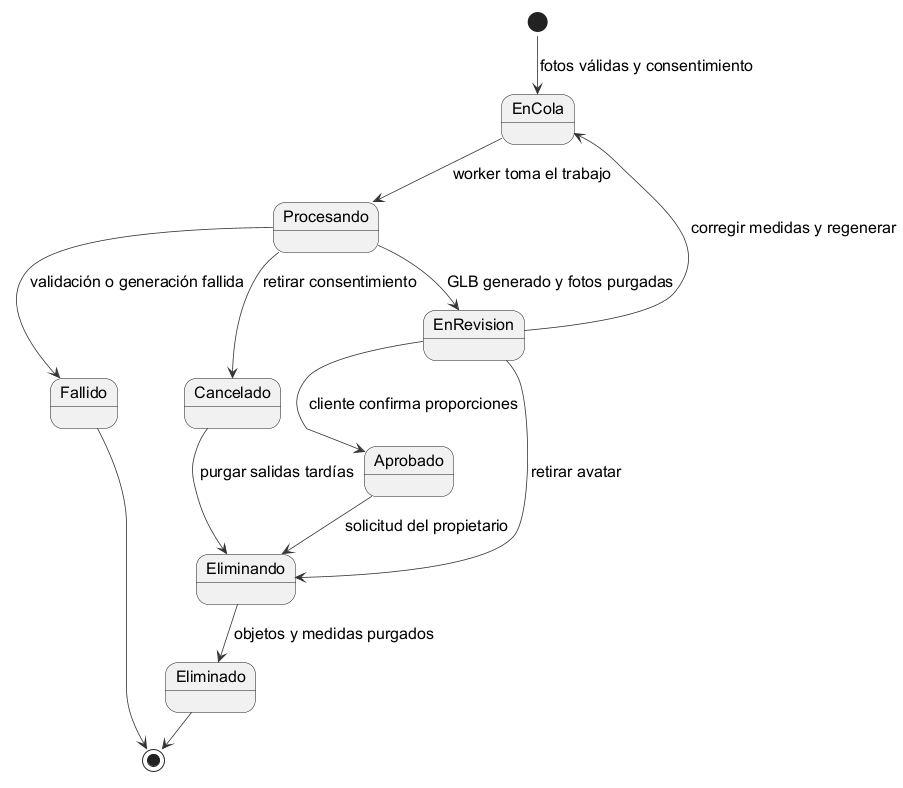 fotos válidas y consentimiento
EnCola
worker toma el trabajo
Procesando
corregir medidas y regenerar
validación o generación fallida
retirar consentimiento
GLB generado y fotos purgadas
EnRevision
Fallido
Cancelado
cliente confirma proporciones
Aprobado
purgar salidas tardías
retirar avatar
solicitud del propietario
Eliminando
objetos y medidas purgados
Eliminado